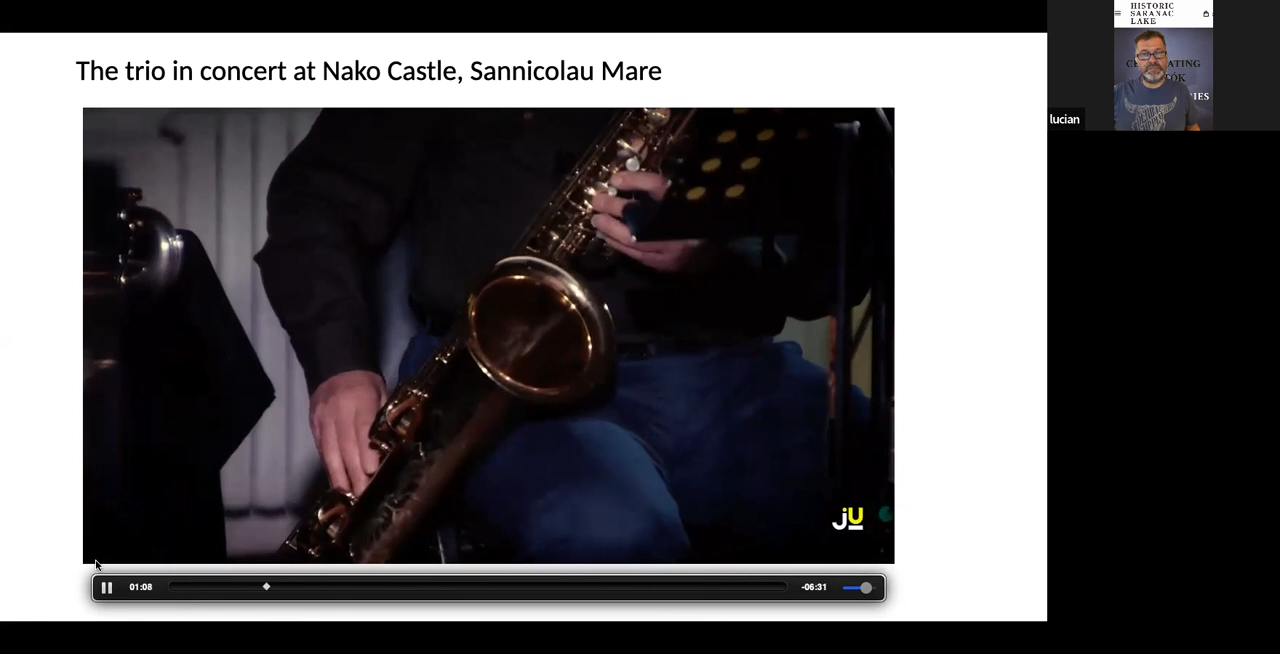 The trio in concert at Nako Castle, Sannicolau Mare
jU
01:08
-06:31
HISTORIC
SARANAC
LAKE
lucian